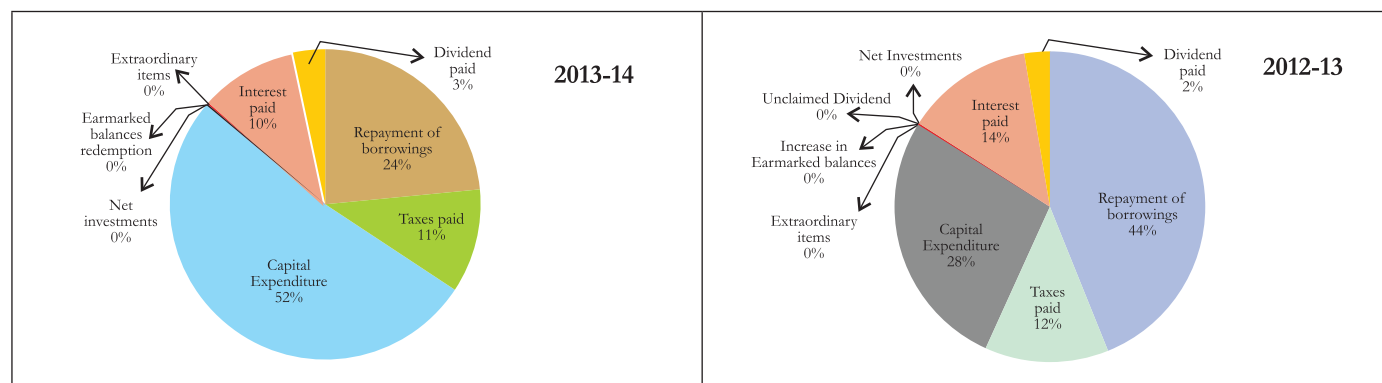 Extraordinary
items
0%
Earmarked
balances
redemption
0%
Net
investments
0%
Interest
paid
10%
Dividend
paid
3%
2013-14
Repayment of
borrowings
24%
Taxes paid
11%
Capital
Expenditure
52%
Net Investments
0%
Unclaimed Dividend
0%
Increase in
Earmarked balances
0%
Extraordinary
items
0%
Interest
paid
14%
Dividend
paid
2%
2012-13
Repayment of
borrowings
44%
Capital
Expenditure
28%
Taxes
paid
12%